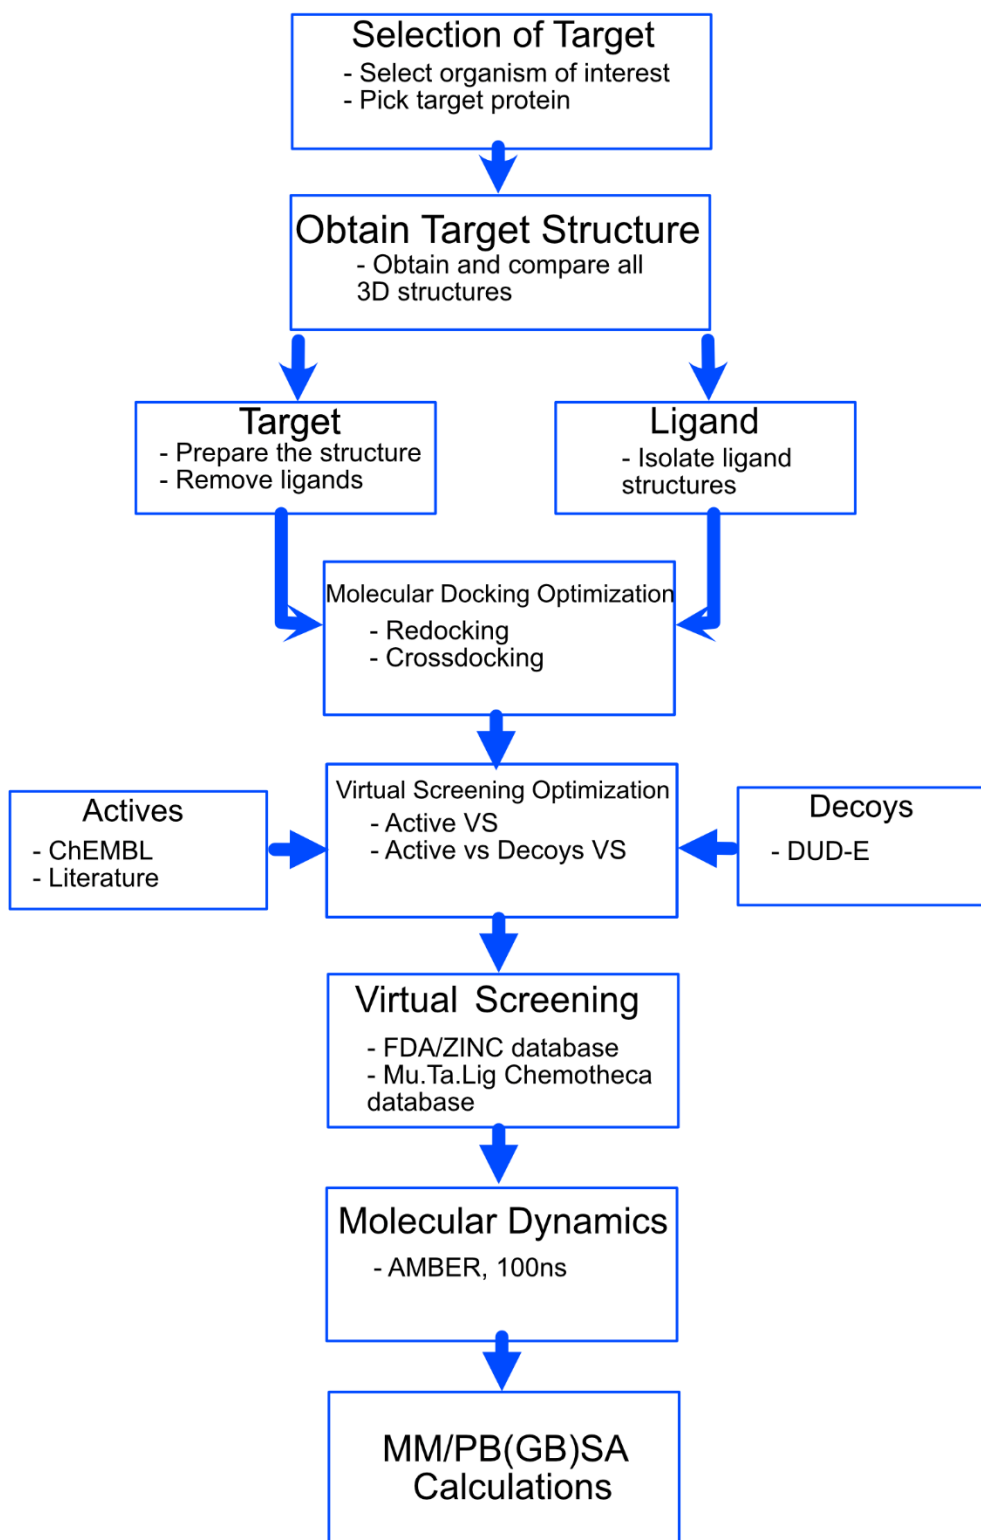 Selection of Target
- Select organism of interest
- Pick target protein
Obtain Target Structure
- Obtain and compare all
3D structures
Target
- Prepare the structure
- Remove ligands
Ligand
- Isolate ligand
structures
Molecular Docking Optimization
- Redocking
- Crossdocking
Actives
- ChEMBL
- Literature
Virtual Screening Optimization
- Active VS
- Active vs Decoys VS
Decoys
- DUD-E
Virtual Screening
- FDA/ZINC database
- Mu.Ta.Lig Chemotheca
database
Molecular Dynamics
- AMBER, 100ns
MM/PB(GB)SA
Calculations